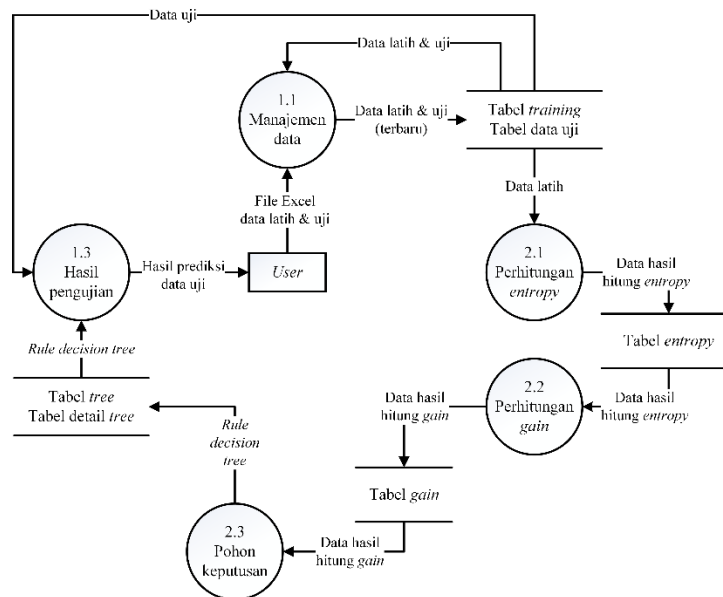 Data uji
Data latih & uji
1.1
Manajemen
data
Data latih & uji
(terbaru)
Tabel training
Tabel data uji
File Excel
data latih & uji
Data latih
1.3
Hasil
pengujian
Hasil prediksi
data uji
User
2.1
Perhitungan
entropy
Data hasil
hitung entropy
Tabel entropy
Rule decision tree
Tabel tree
Tabel detail tree
Rule
decision
tree
Data hasil
hitung gain
2.2
Perhitungan
gain
Data hasil
hitung entropy
Tabel gain
2.3
Pohon
keputusan
Data hasil
hitung gain